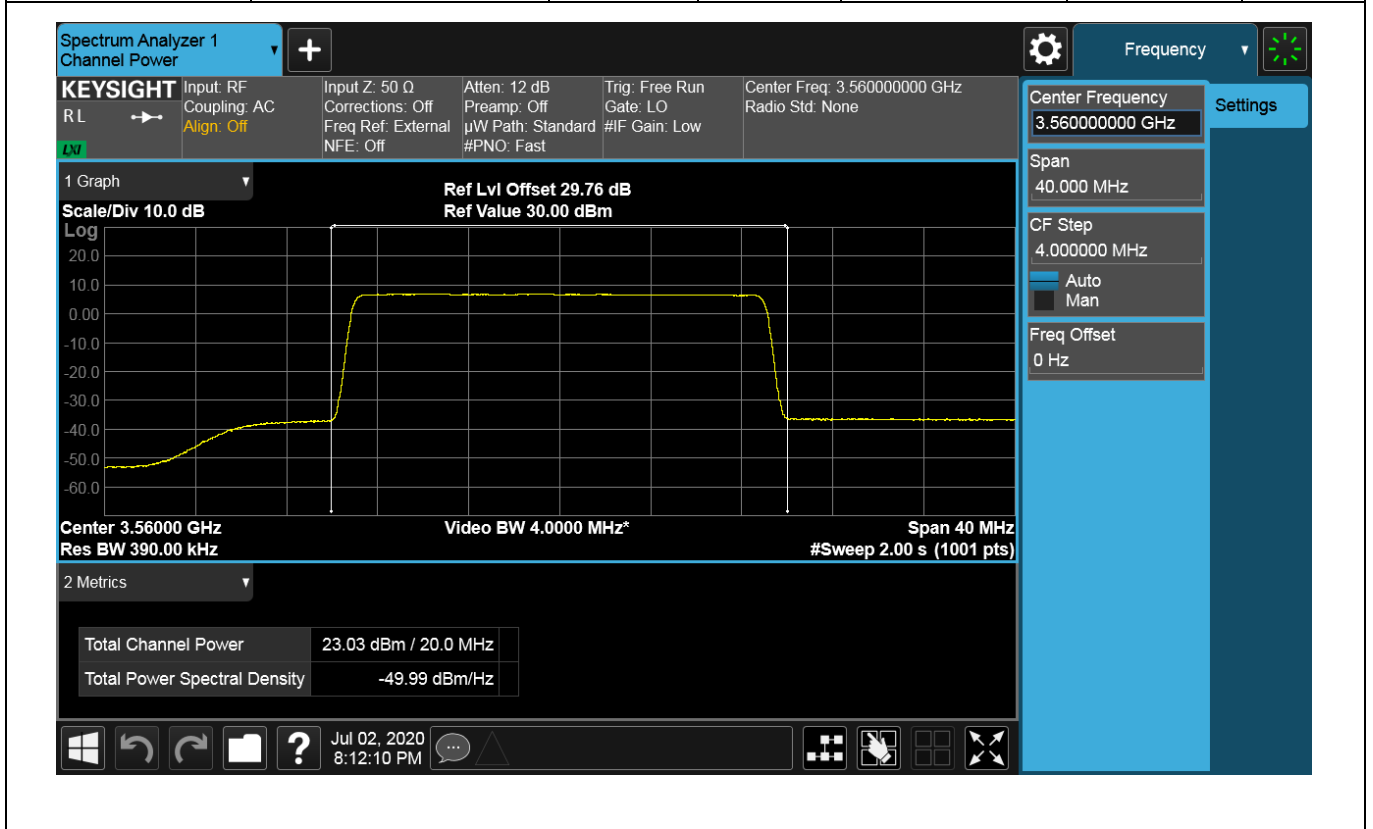 Spectrum Analyzer 1
Channel Power
▼
+
Frequency
▼
KEYSIGHT
RL
LXI
Input: RF
Coupling: AC
Align: Off
Input Z: 50 Ω
Corrections: Off
Freq Ref: External
NFE: Off
Atten: 12 dB
Preamp: Off
µW Path: Standard
#PNO: Fast
Trig: Free Run
Gate: LO
#IF Gain: Low
Center Freq: 3.560000000 GHz
Radio Std: None
Center Frequency
3.560000000 GHz
Settings
Span
40.000 MHz
CF Step
4.000000 MHz
Auto
Man
Freq Offset
0 Hz
1 Graph ▼
Scale/Div 10.0 dB
Ref Lvl Offset 29.76 dB
Ref Value 30.00 dBm
Log
20.0
10.0
0.00
-10.0
-20.0
-30.0
-40.0
-50.0
-60.0
Center 3.56000 GHz
Res BW 390.00 kHz
Video BW 4.0000 MHz*
Span 40 MHz
#Sweep 2.00 s (1001 pts)
2 Metrics ▼
Total Channel Power 23.03 dBm / 20.0 MHz
Total Power Spectral Density -49.99 dBm/Hz
?
Jul 02, 2020
8:12:10 PM